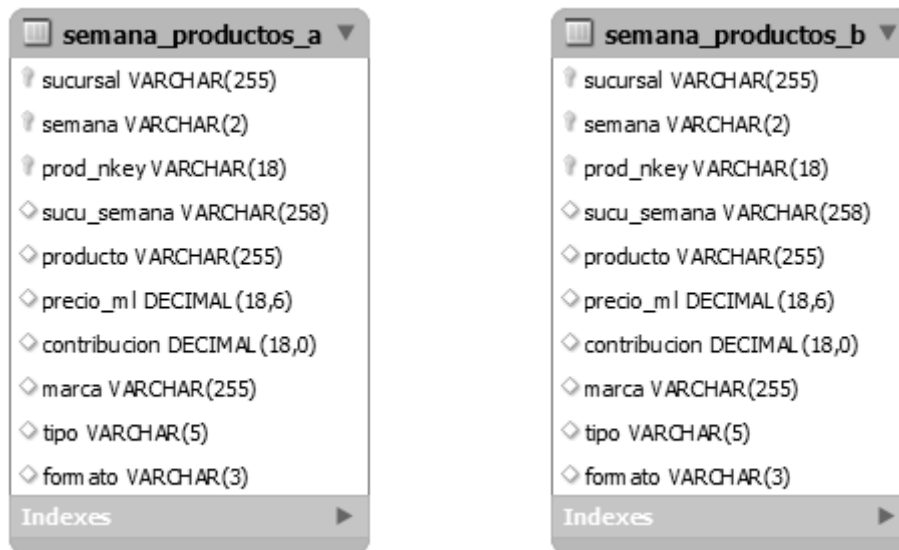 semana_productos_a
sucursal VARCHAR(255)
semana VARCHAR(2)
prod_nkey VARCHAR(18)
sucu_semana VARCHAR(258)
producto VARCHAR(255)
precio_ml DECIMAL(18,6)
contribucion DECIMAL(18,0)
marca VARCHAR(255)
tipo VARCHAR(5)
formato VARCHAR(3)
Indexes
semana_productos_b
sucursal VARCHAR(255)
semana VARCHAR(2)
prod_nkey VARCHAR(18)
sucu_semana VARCHAR(258)
producto VARCHAR(255)
precio_ml DECIMAL(18,6)
contribucion DECIMAL(18,0)
marca VARCHAR(255)
tipo VARCHAR(5)
formato VARCHAR(3)
Indexes